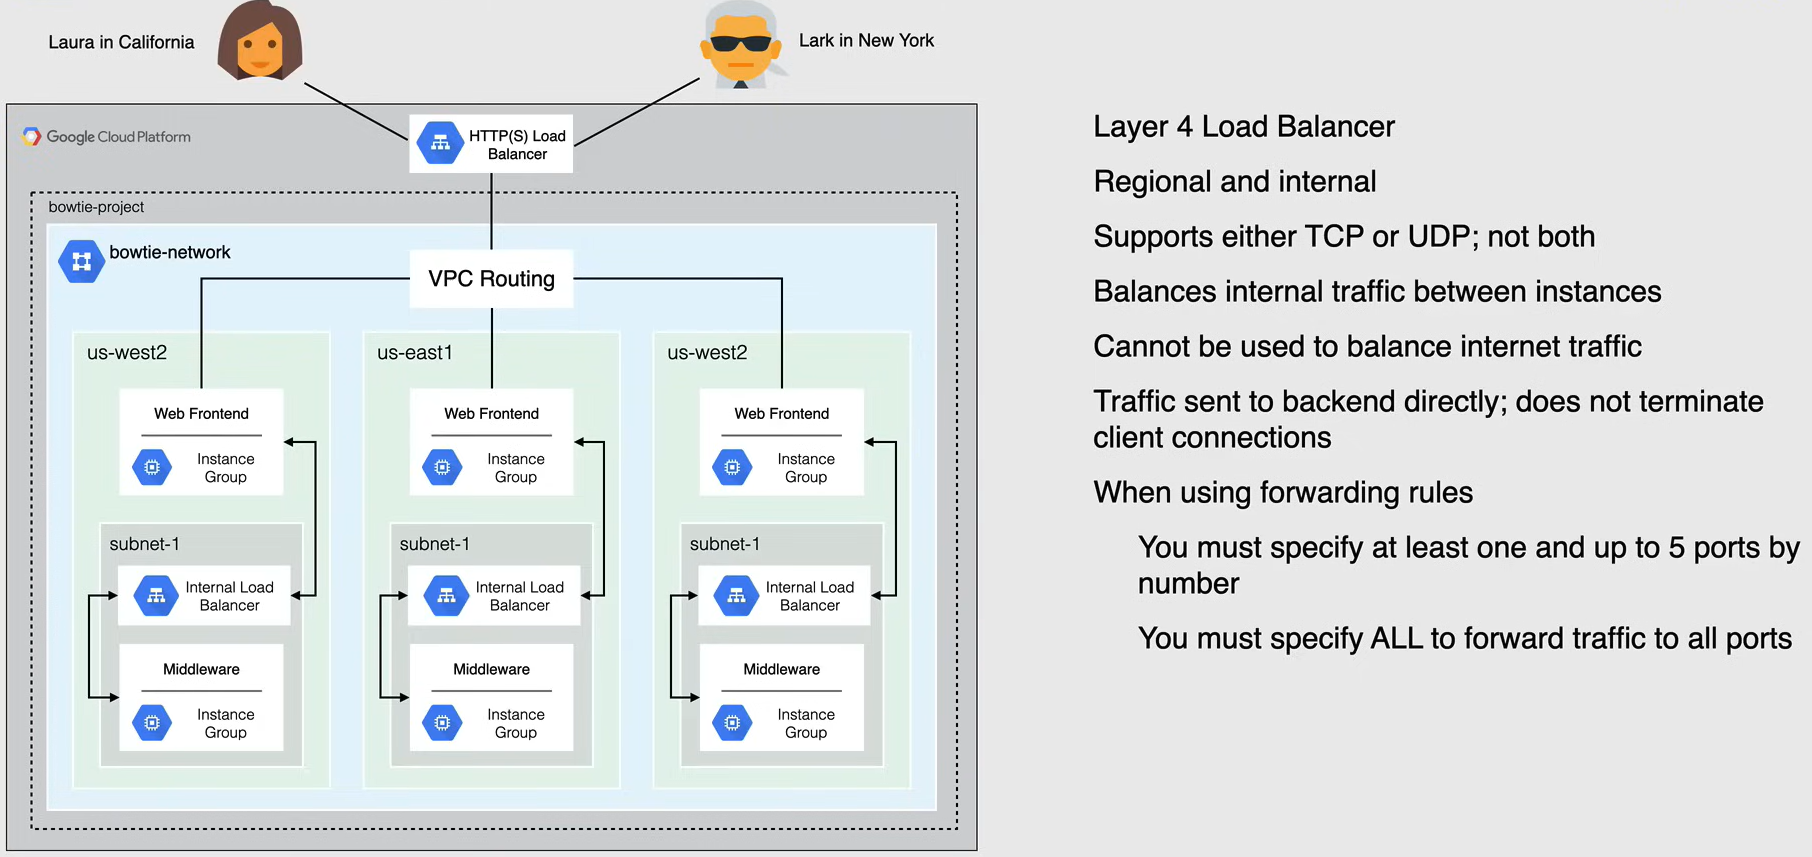 Laura in California
Lark in New York
Google Cloud Platform
HTTP(S) Load
Balancer
bowtie-project
bowtie-network
VPC Routing
us-west2
Web Frontend
Instance
Group
subnet-1
Internal Load
Balancer
Middleware
Instance
Group
us-east1
Web Frontend
Instance
Group
subnet-1
Internal Load
Balancer
Middleware
Instance
Group
us-west2
Web Frontend
Instance
Group
subnet-1
Internal Load
Balancer
Middleware
Instance
Group
Layer 4 Load Balancer
Regional and internal
Supports either TCP or UDP; not both
Balances internal traffic between instances
Cannot be used to balance internet traffic
Traffic sent to backend directly; does not terminate
client connections
When using forwarding rules
You must specify at least one and up to 5 ports by
number
You must specify ALL to forward traffic to all ports